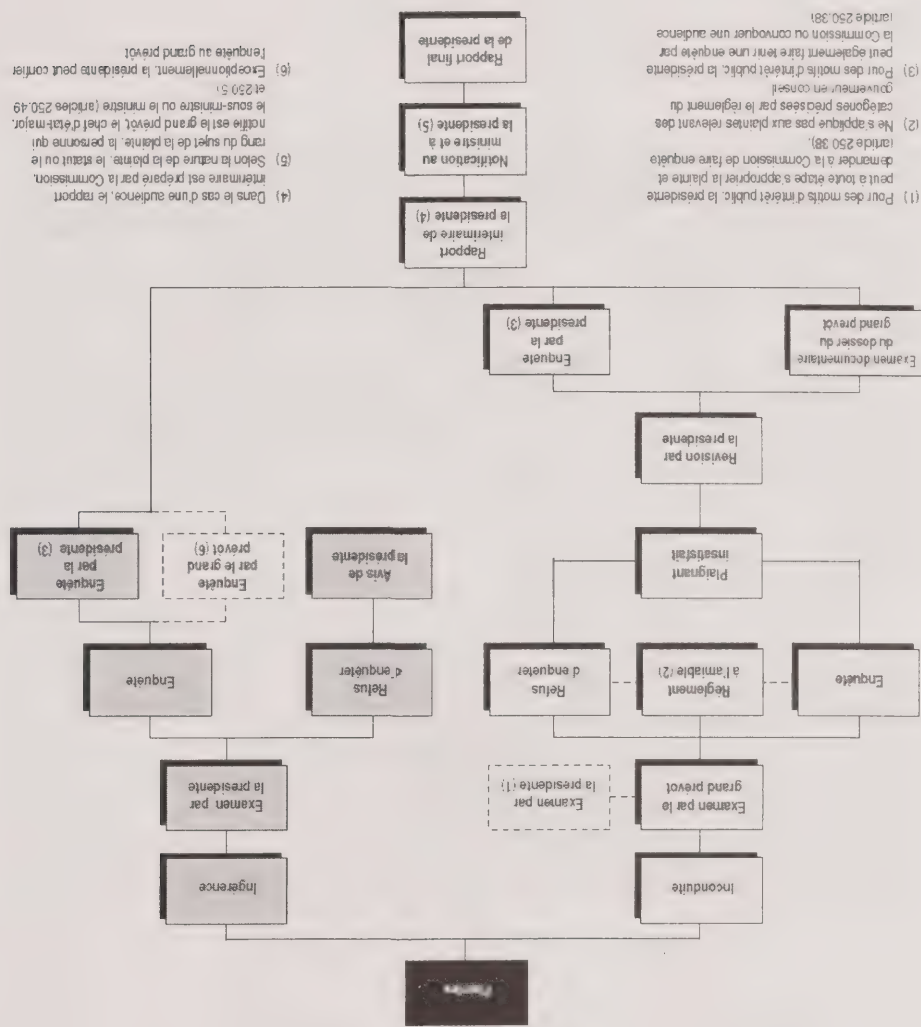 Plainte
Inconduite
Ingérence
Examen par le
grand prévôt
Examen par
la présidente (1)
Examen par
la présidente
Enquête
Règlement
à l'amiable (2)
Refus
d'enquêter
Refus
d'enquêter
Enquête
Plaignant
insatisfait
Avis de
la présidente
Enquête
par le grand
prévôt (6)
Enquête
par la
présidente (3)
Révision par
la présidente
Examen documentaire
du dossier du
grand prévôt
Enquête
par la
présidente (3)
Rapport
intérimaire de
la présidente (4)
Notification au
ministre et à
la présidente (5)
Rapport final
de la présidente
(1) Pour des motifs d'intérêt public, la présidente
peut à toute étape s'approprier la plainte et
demander à la Commission de faire enquête
(article 250.38).
(2) Ne s'applique pas aux plaintes relevant des
catégories précisées par le règlement du
gouverneur en conseil
(3) Pour des motifs d'intérêt public, la présidente
peut également faire tenir une enquête par
la Commission ou convoquer une audience
(article 250.38)
(4) Dans le cas d'une audience, le rapport
intérimaire est préparé par la Commission.
(5) Selon la nature de la plainte, le statut ou le
rang du sujet de la plainte, la personne qui
notifie est le grand prévôt, le chef d'état-major,
le sous-ministre ou le ministre (articles 250.49
et 250.5)
(6) Exceptionnellement, la présidente peut confier
l'enquête au grand prévôt